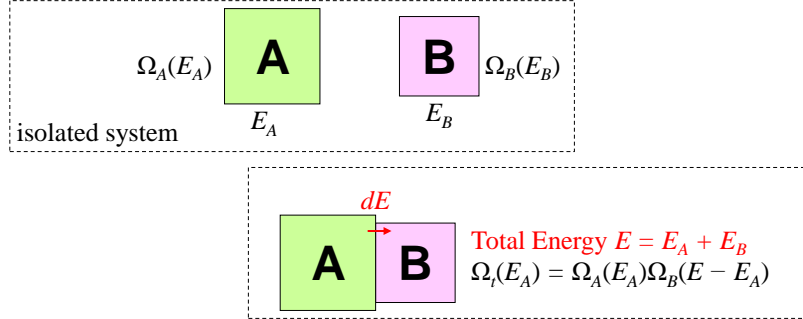 Ω_A(E_A) A B Ω_B(E_B)
E_A E_B
isolated system
dE
A B
Total Energy E = E_A + E_B
Ω_t(E_A) = Ω_A(E_A)Ω_B(E − E_A)